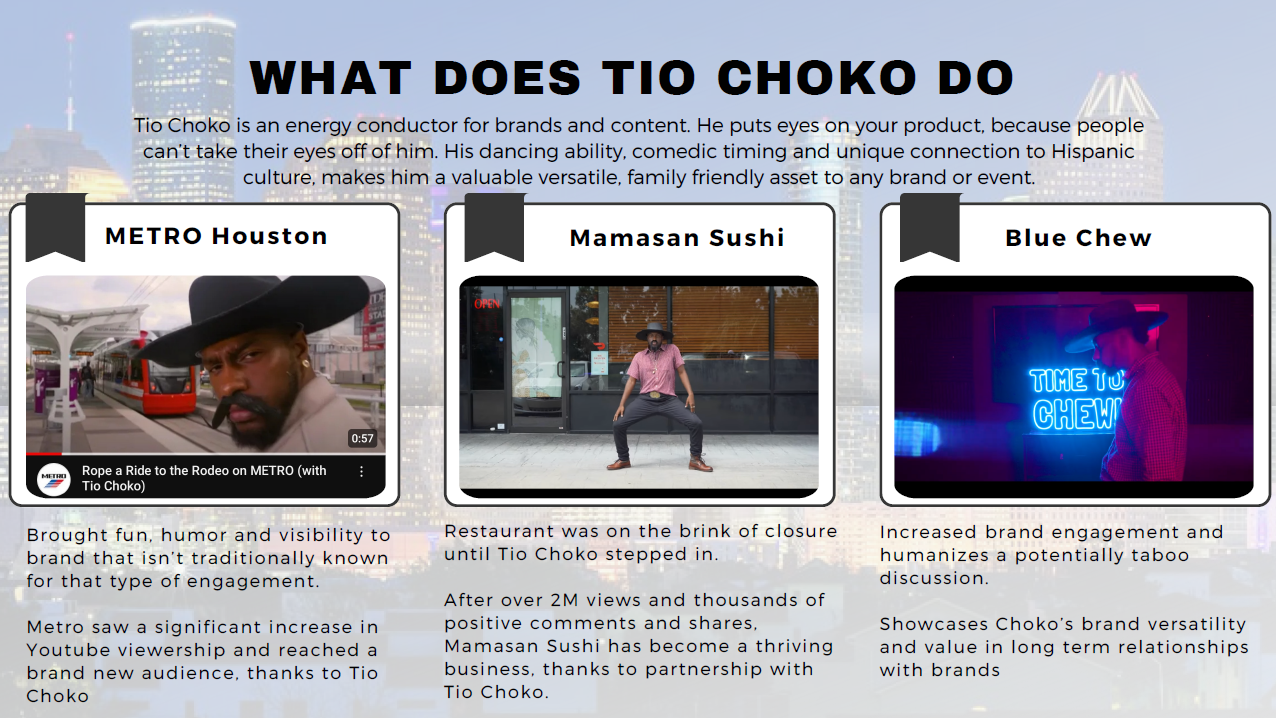 WHAT DOES TIO CHOKO DO
Tio Choko is an energy conductor for brands and content. He puts eyes on your product, because people
can't take their eyes off of him. His dancing ability, comedic timing and unique connection to Hispanic
culture, makes him a valuable versatile, family friendly asset to any brand or event.
METRO Houston
0:57
METRO
Rope a Ride to the Rodeo on METRO (with
Tio Choko)
Brought fun, humor and visibility to
brand that isn't traditionally known
for that type of engagement.
Metro saw a significant increase in
Youtube viewership and reached a
brand new audience, thanks to Tio
Choko
Mamasan Sushi
OPEN
Restaurant was on the brink of closure
until Tio Choko stepped in.
After over 2M views and thousands of
positive comments and shares,
Mamasan Sushi has become a thriving
business, thanks to partnership with
Tio Choko.
Blue Chew
TIME TO
CHEW
Increased brand engagement and
humanizes a potentially taboo
discussion.
Showcases Choko's brand versatility
and value in long term relationships
with brands